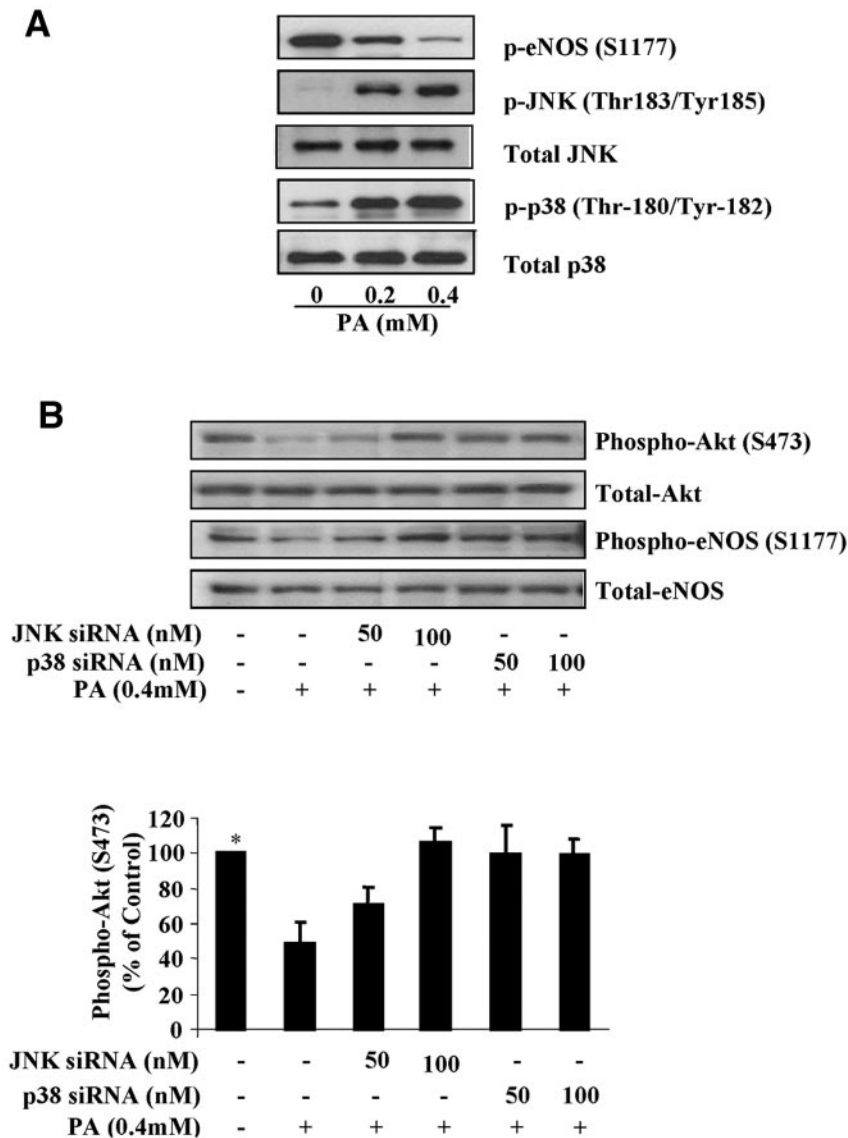 A
p-eNOS (S1177)
p-JNK (Thr183/Tyr185)
Total JNK
p-p38 (Thr-180/Tyr-182)
Total p38
0 0.2 0.4
PA (mM)
B
Phospho-Akt (S473)
Total-Akt
Phospho-eNOS (S1177)
Total-eNOS
JNK siRNA (nM) - - 50 100 - -
p38 siRNA (nM) - - - - 50 100
PA (0.4mM) - + + + + +
Phospho-Akt (S473)
(% of Control)
120
100
80
60
40
20
0
*
JNK siRNA (nM) - - 50 100 - -
p38 siRNA (nM) - - - - 50 100
PA (0.4mM) - + + + + +